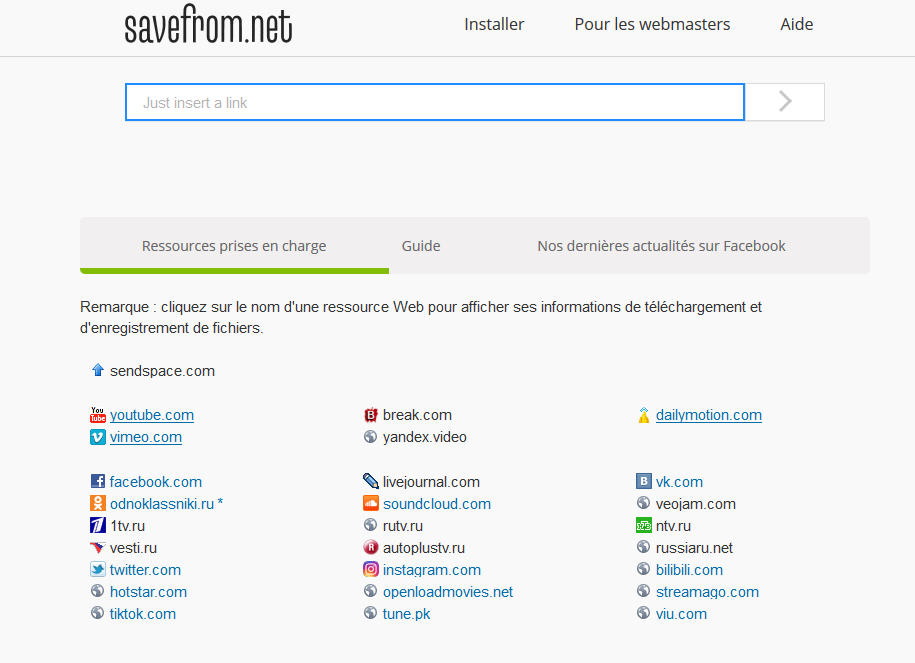 savefrom.net
Installer
Pour les webmasters
Aide
Just insert a link
Ressources prises en charge
Guide
Nos dernières actualités sur Facebook
Remarque : cliquez sur le nom d'une ressource Web pour afficher ses informations de téléchargement et
d'enregistrement de fichiers.
sendspace.com
You
Tube
youtube.com
B
break.com
dailymotion.com
vimeo.com
yandex.video
facebook.com
livejournal.com
B
vk.com
odnoklassniki.ru *
soundcloud.com
veojam.com
1tv.ru
rutv.ru
ntv.ru
vesti.ru
R
autoplustv.ru
russiaru.net
twitter.com
instagram.com
bilibili.com
hotstar.com
openloadmovies.net
streamago.com
tiktok.com
tune.pk
viu.com